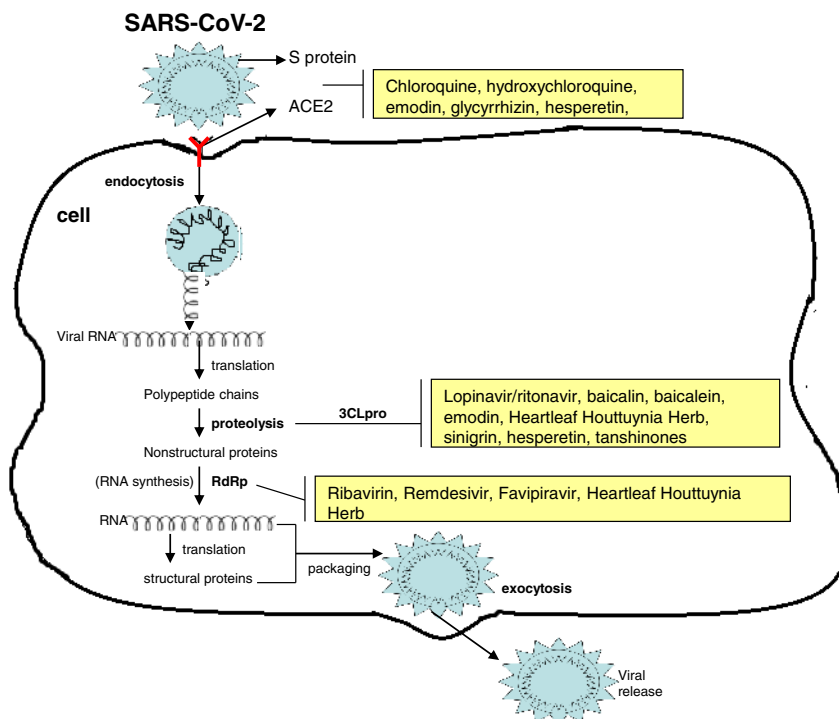 SARS-CoV-2
S protein
Chloroquine, hydroxychloroquine,
emodin, glycyrrhizin, hesperetin,
ACE2
endocytosis
cell
Viral RNA
translation
Polypeptide chains
proteolysis
3CLpro
Lopinavir/ritonavir, baicalin, baicalein,
emodin, Heartleaf Houttuynia Herb,
sinigrin, hesperetin, tanshinones
Nonstructural proteins
(RNA synthesis)
RdRp
Ribavirin, Remdesivir, Favipiravir, Heartleaf Houttuynia
Herb
RNA
translation
packaging
structural proteins
exocytosis
Viral
release